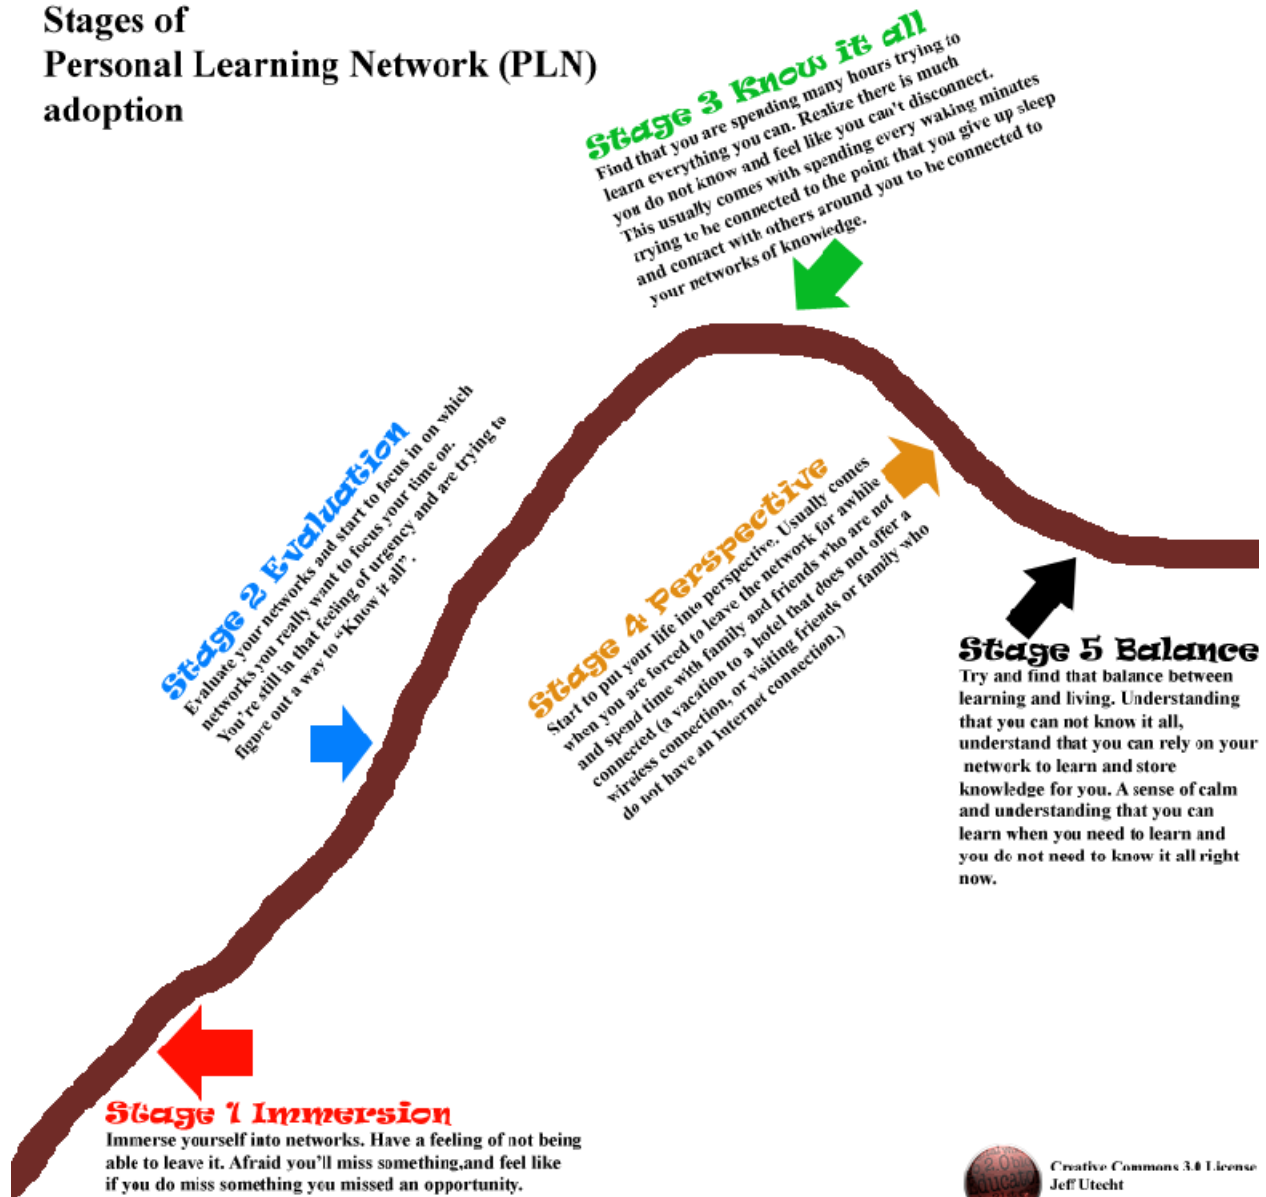 Stages of
Personal Learning Network (PLN)
adoption
Stage 3 Know it all
Find that you are spending many hours trying to
learn everything you can. Realize there is much
you do not know and feel like you can't disconnect.
This usually comes with spending every waking minutes
trying to be connected to the point that you give up sleep
and contact with others around you to be connected to
your networks of knowledge.
Stage 2 Evaluation
Evaluate your networks and start to focus in on which
networks you really want to focus your time on.
You're still in that feeling of urgency and are trying to
figure out a way to "Know it all".
Stage 4 Perspective
Start to put your life into perspective. Usually comes
when you are forced to leave the network for awhile
and spend time with family and friends who are not
connected (a vacation to a hotel that does not offer a
wireless connection, or visiting friends or family who
do not have an Internet connection.)
Stage 5 Balance
Try and find that balance between
learning and living. Understanding
that you can not know it all,
understand that you can rely on your
network to learn and store
knowledge for you. A sense of calm
and understanding that you can
learn when you need to learn and
you do not need to know it all right
now.
Stage 1 Immersion
Immerse yourself into networks. Have a feeling of not being
able to leave it. Afraid you'll miss something,and feel like
if you do miss something you missed an opportunity.
2.0
Educator
Creative Commons 3.0 License
Jeff Utecht